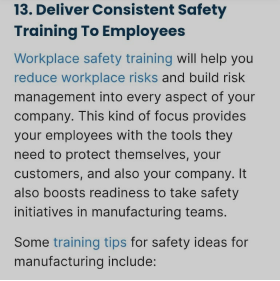 13. Deliver Consistent Safety
Training To Employees
Workplace safety training will help you
reduce workplace risks and build risk
management into every aspect of your
company. This kind of focus provides
your employees with the tools they
need to protect themselves, your
customers, and also your company. It
also boosts readiness to take safety
initiatives in manufacturing teams.
Some training tips for safety ideas for
manufacturing include: